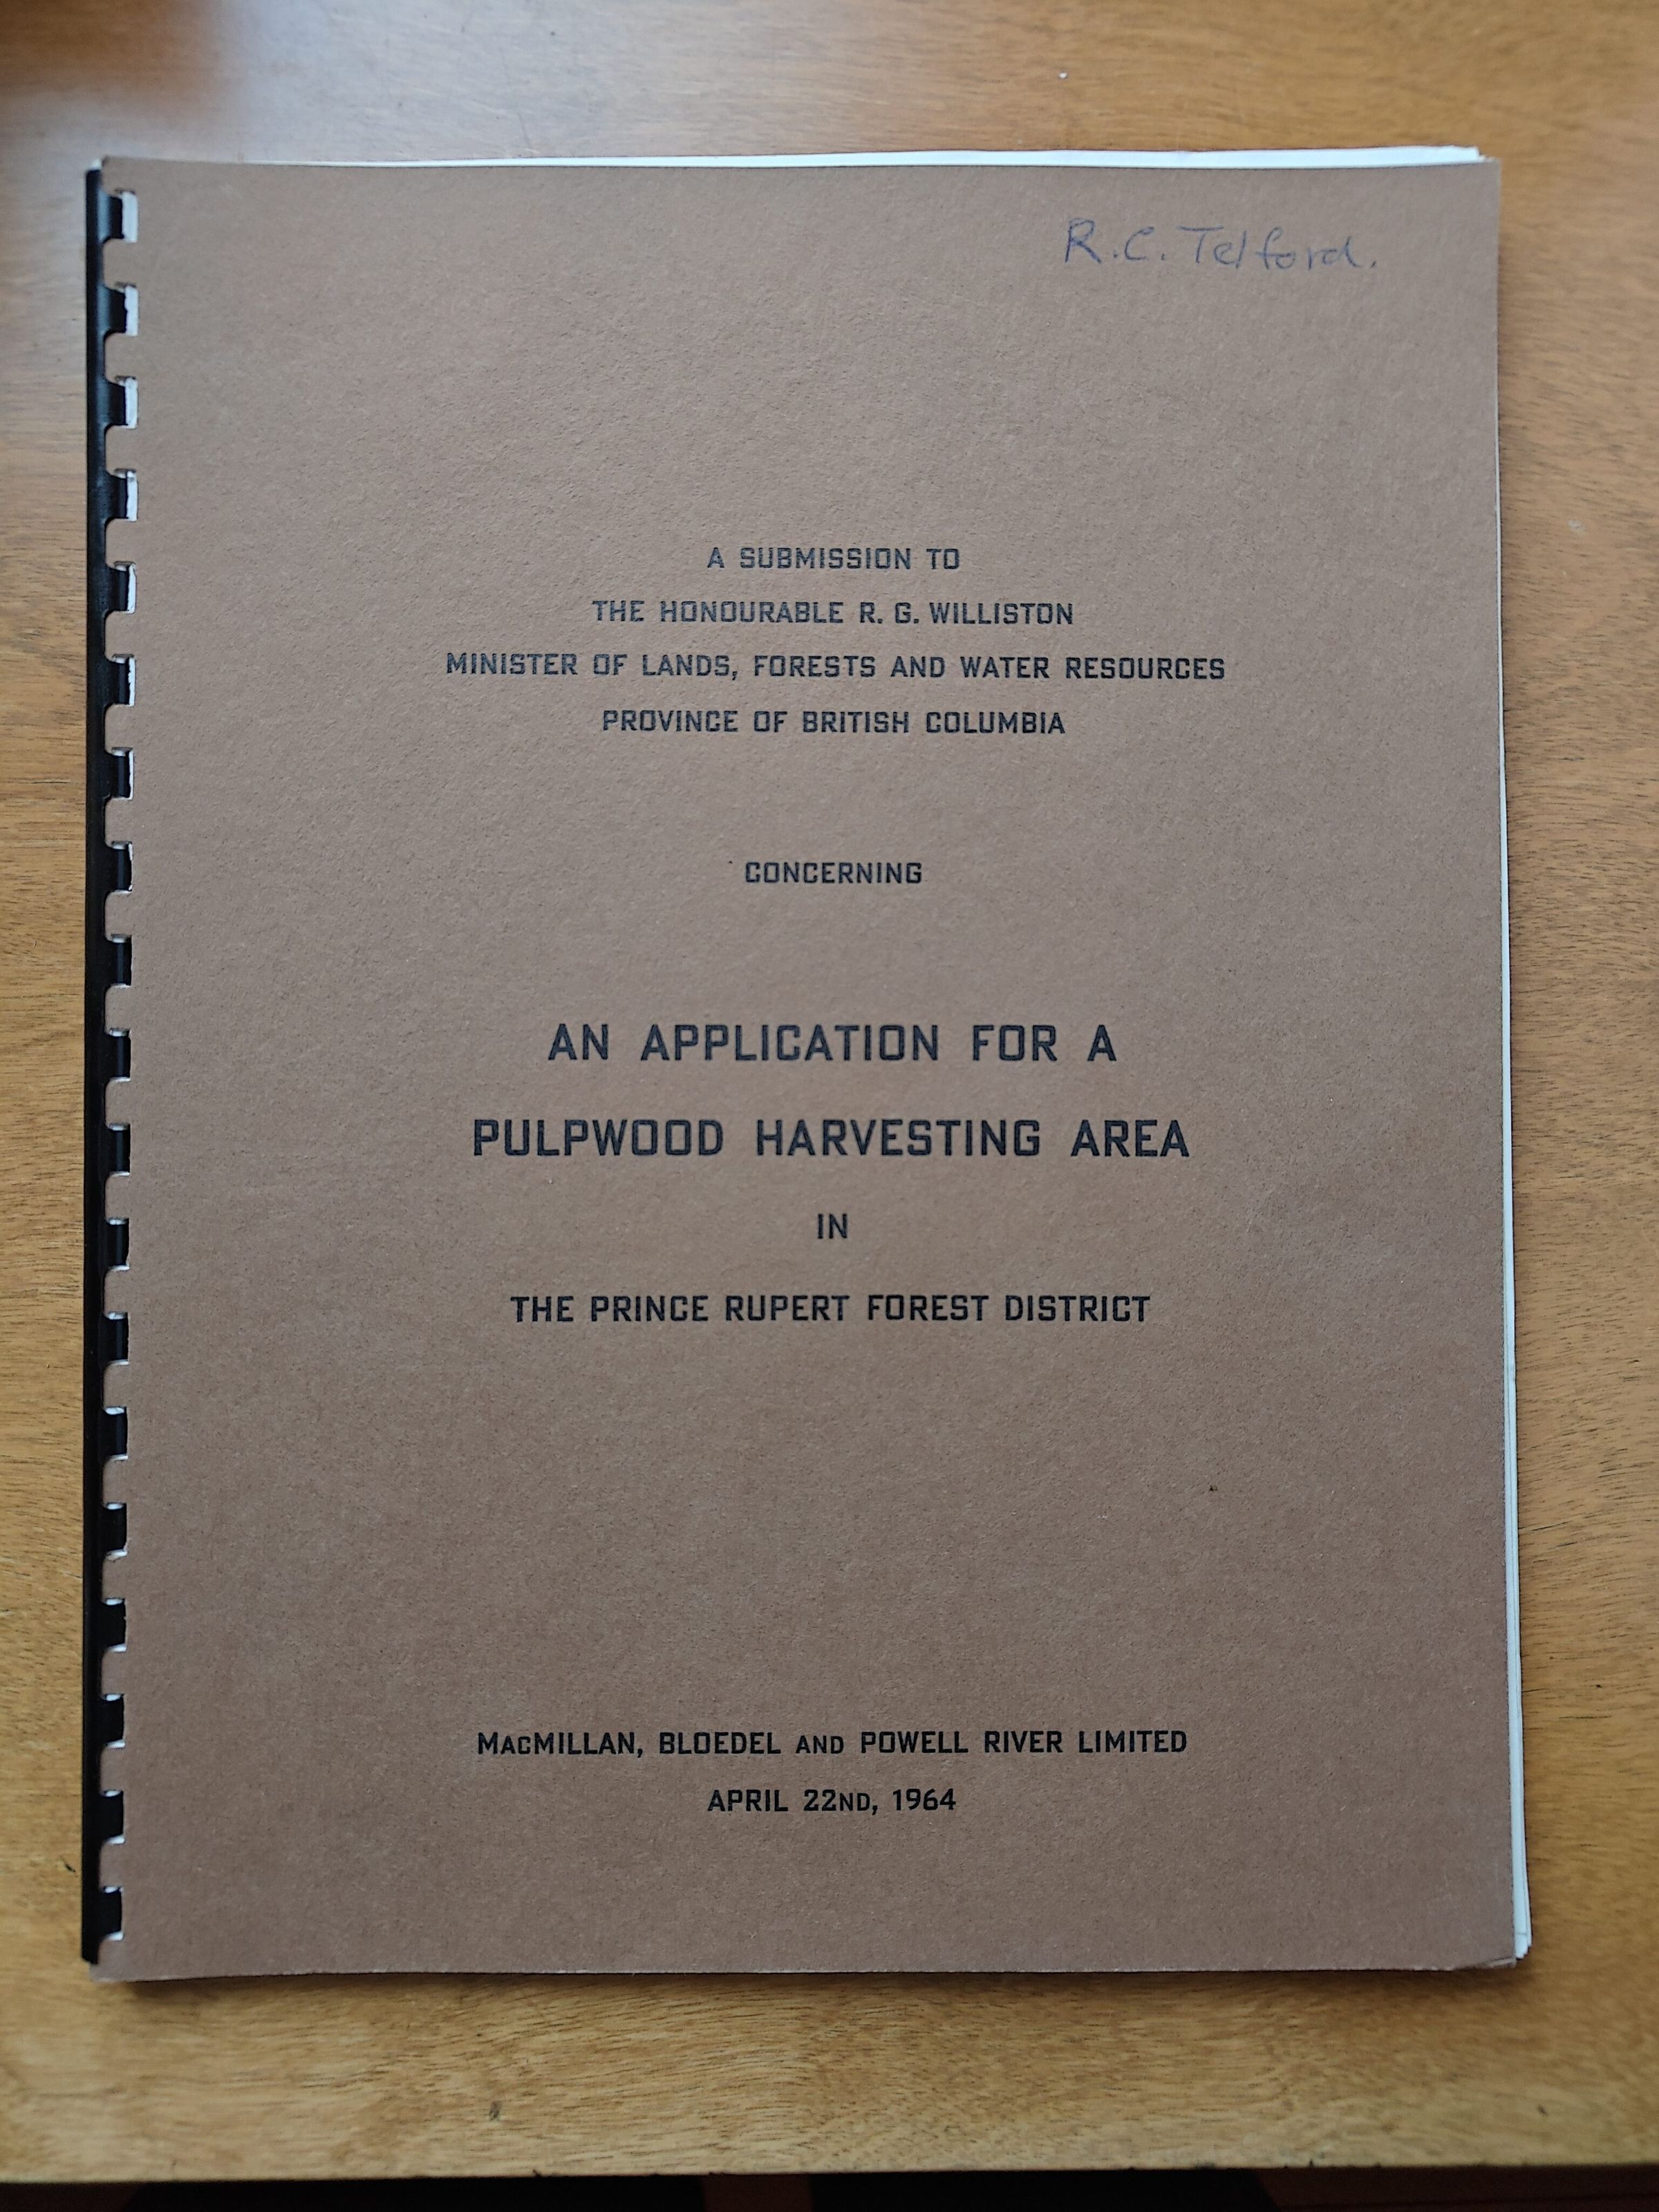 R.C. Telford.
A SUBMISSION TO
THE HONOURABLE R. G. WILLISTON
MINISTER OF LANDS, FORESTS AND WATER RESOURCES
PROVINCE OF BRITISH COLUMBIA
CONCERNING
AN APPLICATION FOR A
PULPWOOD HARVESTING AREA
IN
THE PRINCE RUPERT FOREST DISTRICT
MACMILLAN, BLOEDEL AND POWELL RIVER LIMITED
APRIL 22ND, 1964